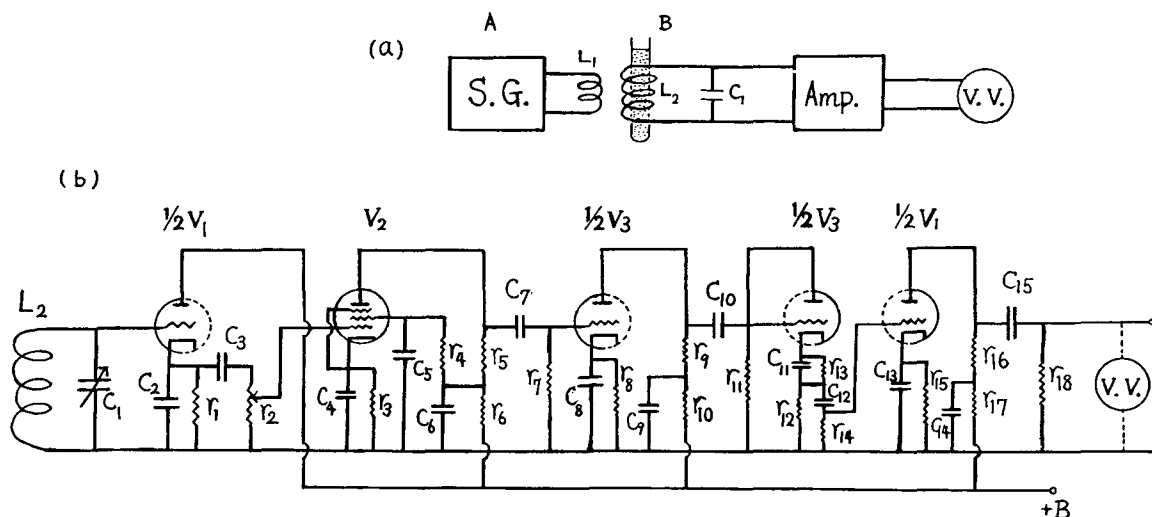 (a)
A
B
S. G.
L₁
L₂
C₁
Amp.
V. V.
(b)
½V₁
V₂
½V₃
½V₃
½V₁
L₂
C₁
C₂
r₁
C₃
r₂
C₄
r₃
C₅
r₄
C₆
r₅
r₆
C₇
r₇
C₈
r₈
C₉
r₉
r₁₀
C₁₀
r₁₁
C₁₁
r₁₃
r₁₂
C₁₂
r₁₄
C₁₃
r₁₅
C₁₄
r₁₆
r₁₇
C₁₅
r₁₈
V. V.
+B